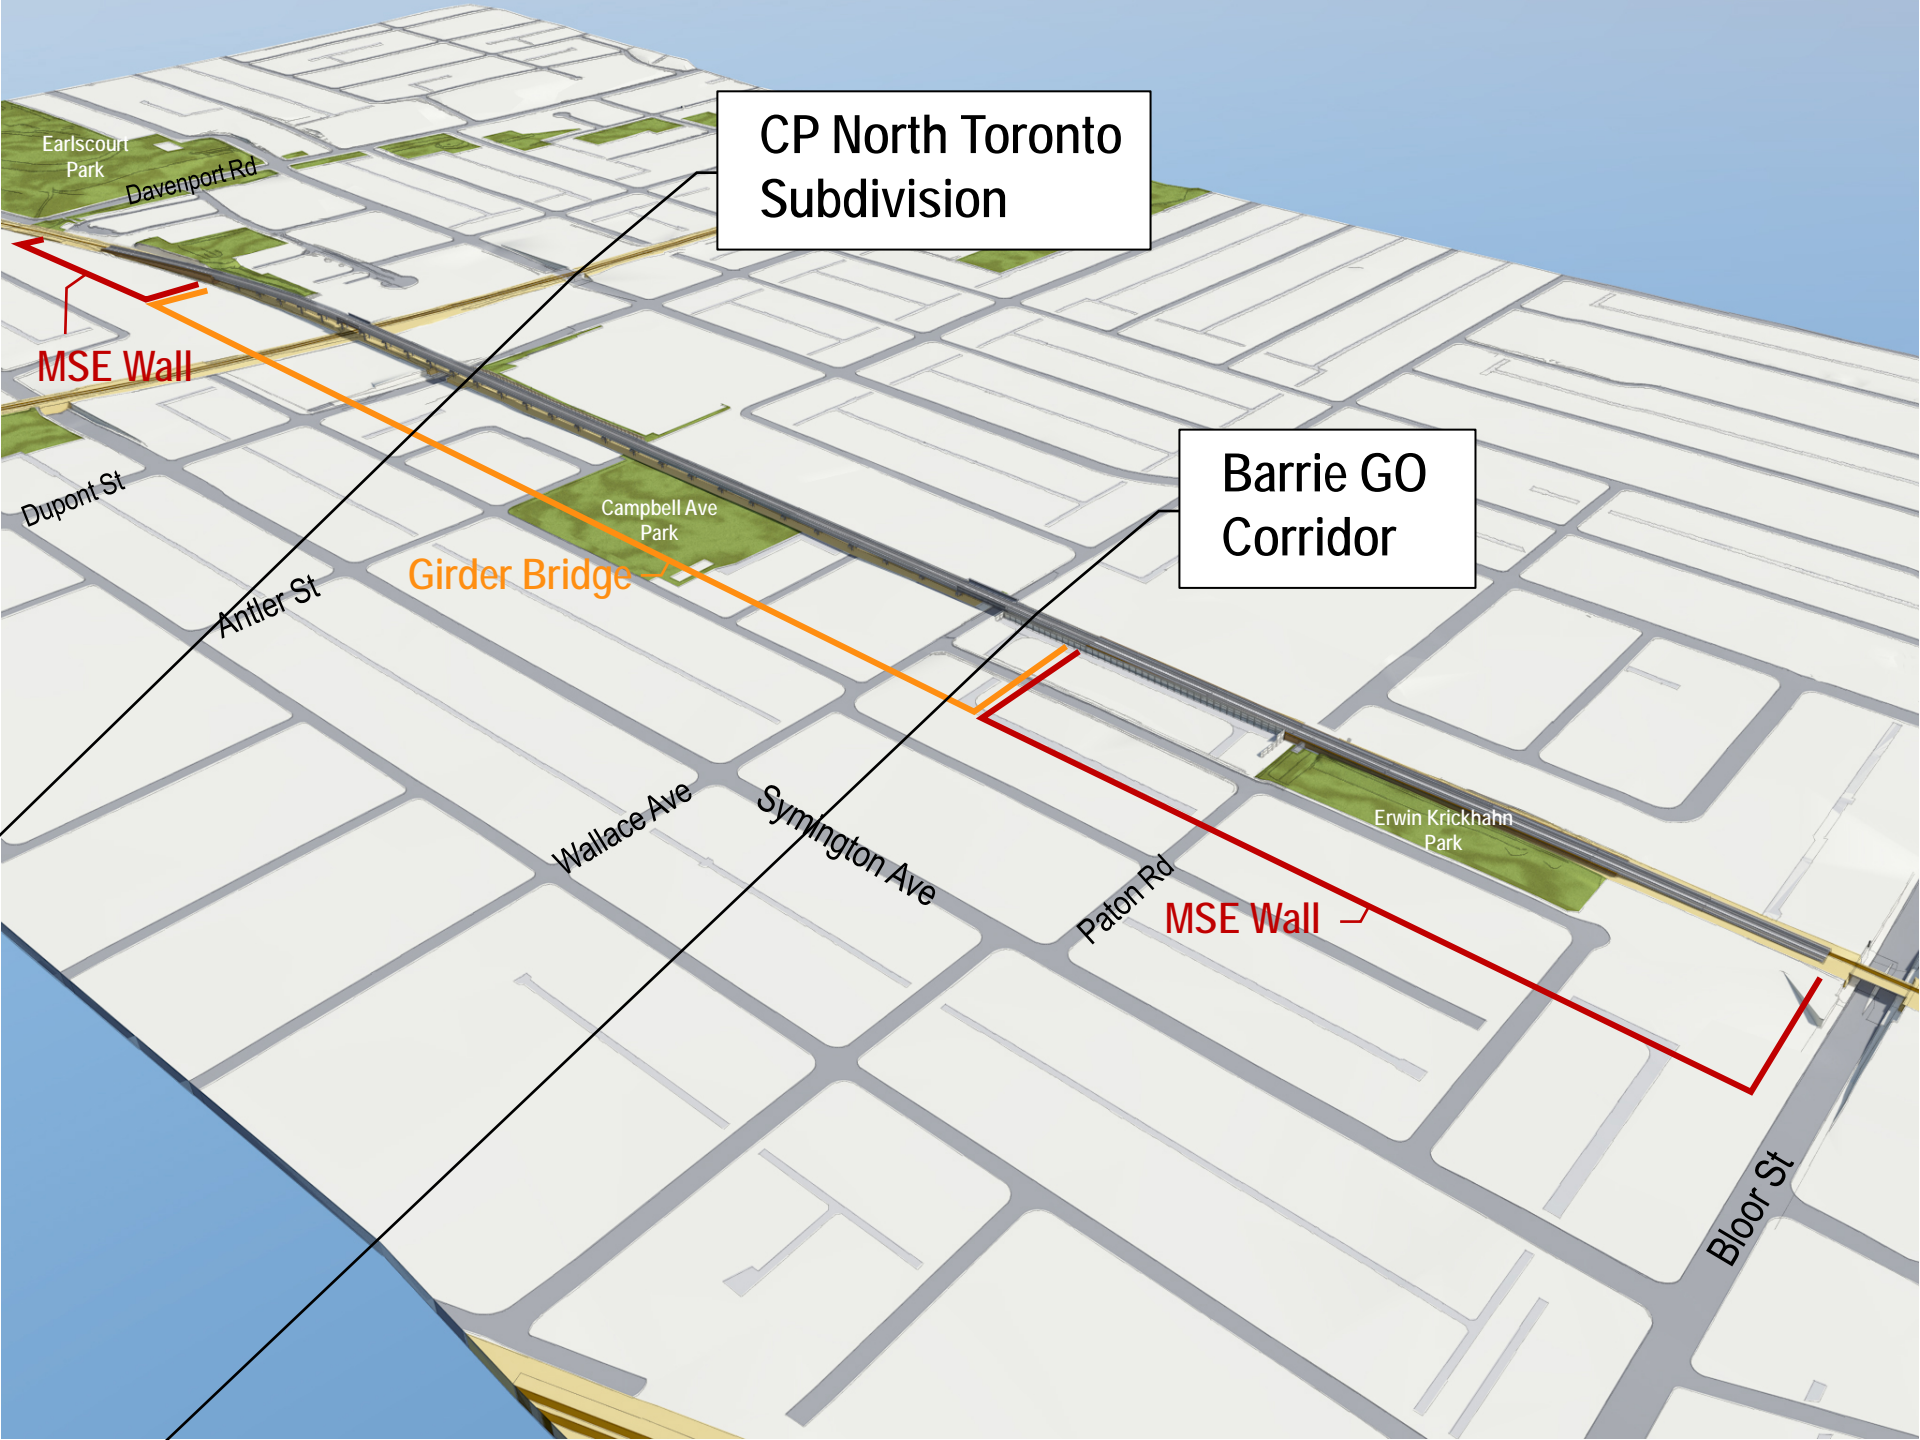 CP North Toronto
Subdivision
Earlscourt
Park
Davenport Rd
MSE Wall
Barrie GO
Corridor
Dupont St
Campbell Ave
Park
Girder Bridge
Antler St
Wallace Ave
Symington Ave
Erwin Krickhahn
Park
Paton Rd
MSE Wall
Bloor St